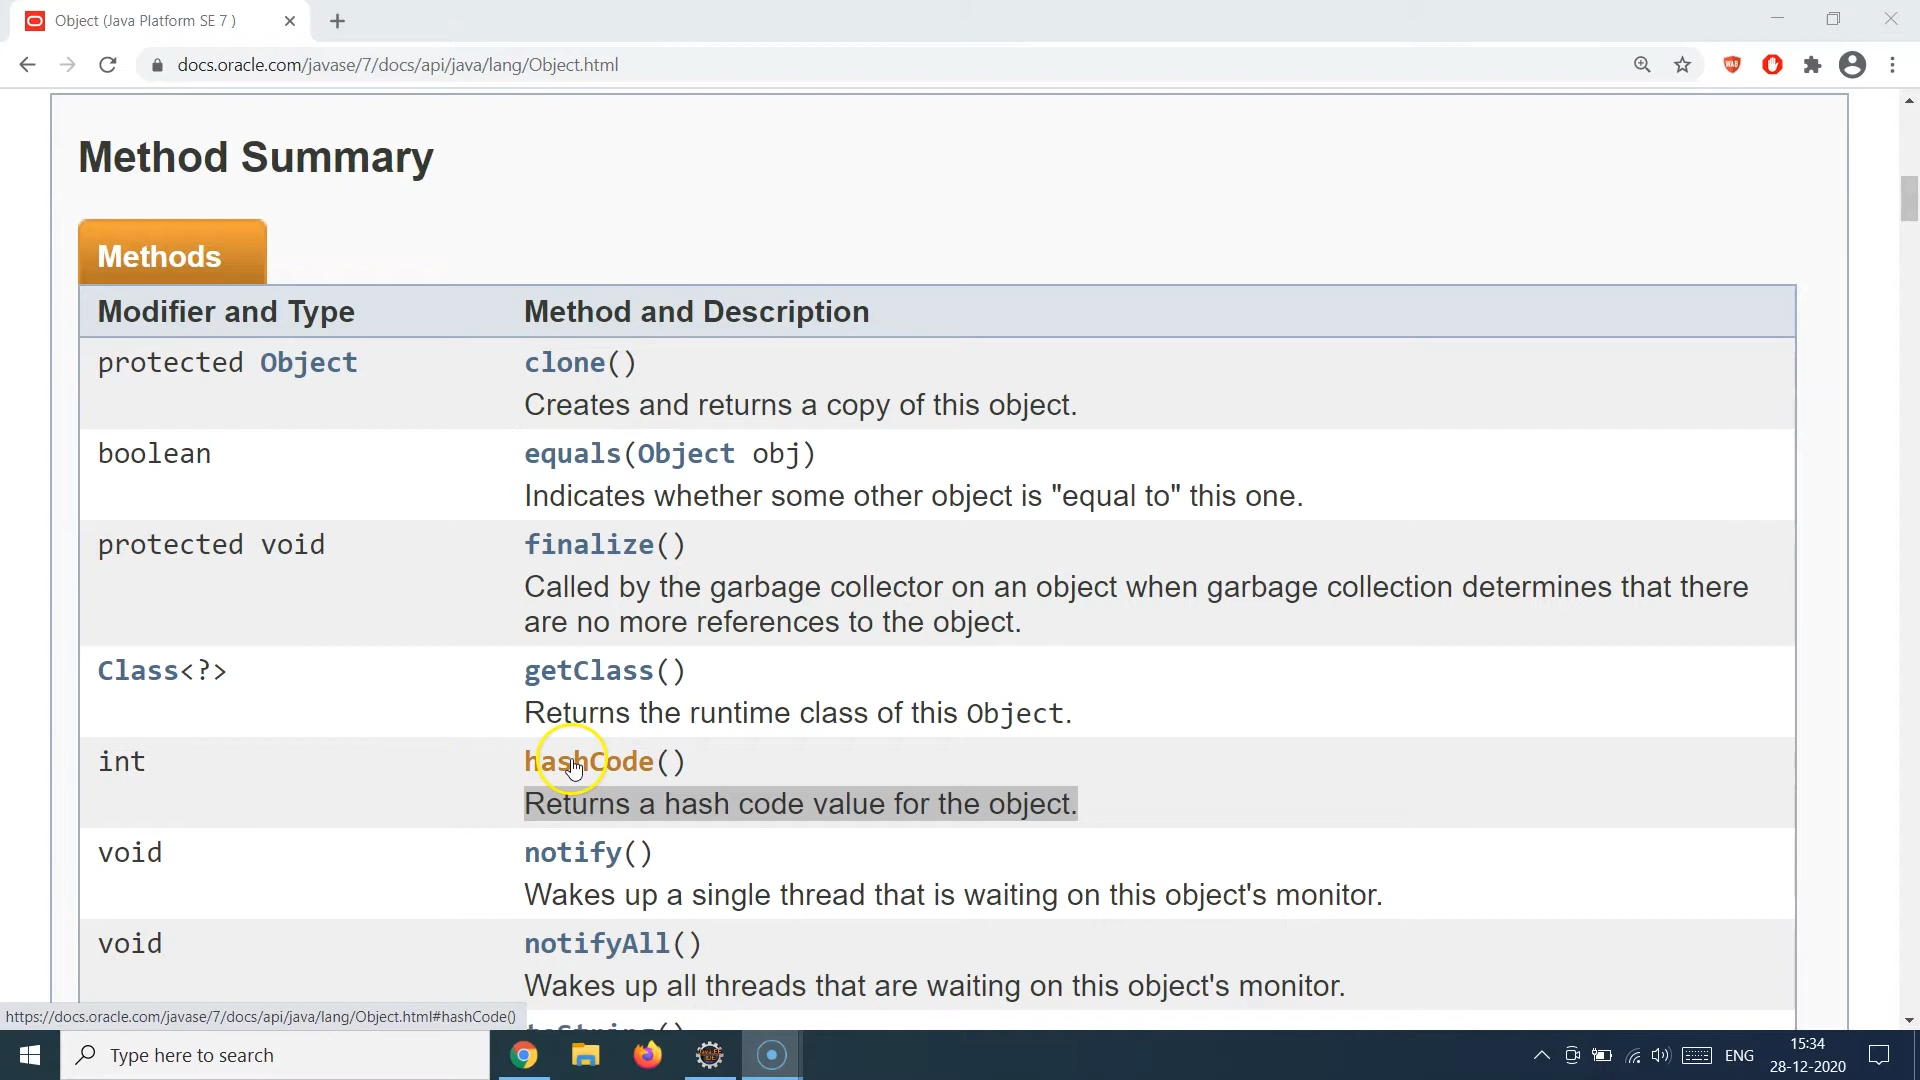 Object (Java Platform SE 7 )
docs.oracle.com/javase/7/docs/api/java/lang/Object.html
Method Summary
Methods
Modifier and Type Method and Description
protected Object clone()
Creates and returns a copy of this object.
boolean equals(Object obj)
Indicates whether some other object is "equal to" this one.
protected void finalize()
Called by the garbage collector on an object when garbage collection determines that there
are no more references to the object.
Class<?> getClass()
Returns the runtime class of this Object.
int hashCode()
Returns a hash code value for the object.
void notify()
Wakes up a single thread that is waiting on this object's monitor.
void notifyAll()
Wakes up all threads that are waiting on this object's monitor.
https://docs.oracle.com/javase/7/docs/api/java/lang/Object.html#hashCode()
Type here to search
ENG
15:34
28-12-2020